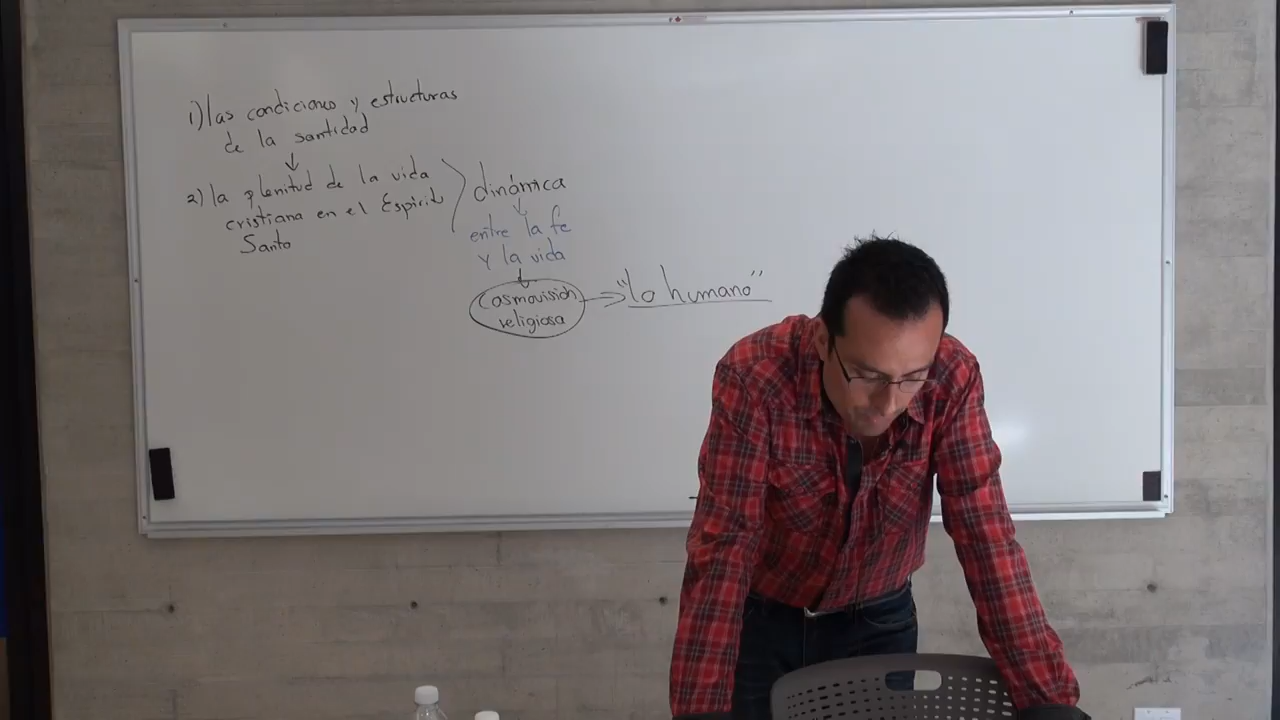 1) las condiciones y estructuras
de la santidad
2) la plenitud de la vida
cristiana en el Espíritu
Santo
dinámica
entre la fe
y la vida
Cosmovisión
religiosa
"lo humano"